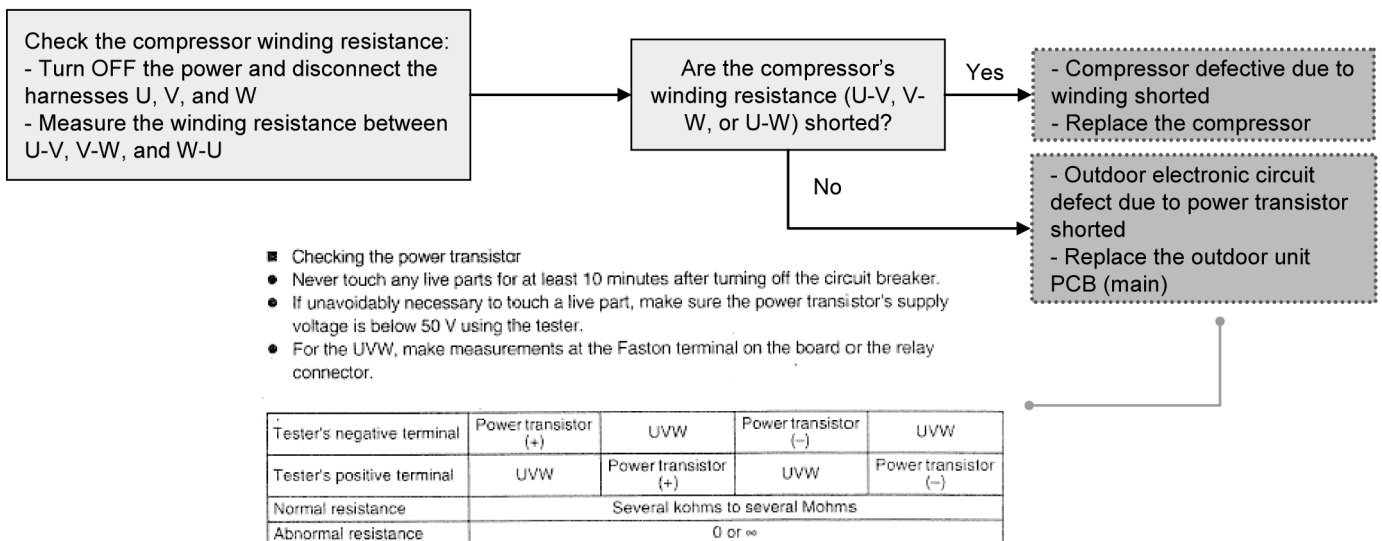 Check the compressor winding resistance:
- Turn OFF the power and disconnect the
harnesses U, V, and W
- Measure the winding resistance between
U-V, V-W, and W-U
Are the compressor's
winding resistance (U-V, V-
W, or U-W) shorted?
Yes
- Compressor defective due to
winding shorted
- Replace the compressor
No
- Outdoor electronic circuit
defect due to power transistor
shorted
- Replace the outdoor unit
PCB (main)
■ Checking the power transistor
● Never touch any live parts for at least 10 minutes after turning off the circuit breaker.
● If unavoidably necessary to touch a live part, make sure the power transistor's supply
voltage is below 50 V using the tester.
● For the UVW, make measurements at the Faston terminal on the board or the relay
connector.
Tester's negative terminal Power transistor (+) UVW Power transistor (–) UVW
Tester's positive terminal UVW Power transistor (+) UVW Power transistor (–)
Normal resistance Several kohms to several Mohms
Abnormal resistance 0 or ∞